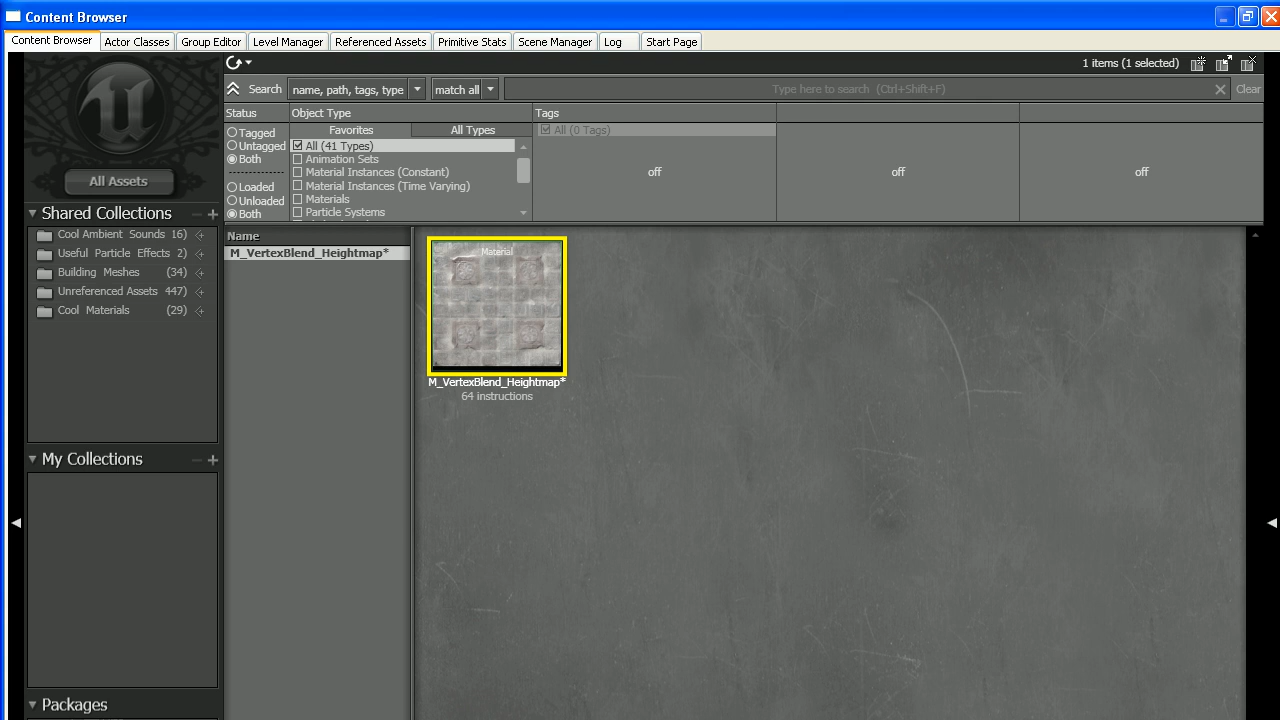 Content Browser
Content Browser Actor Classes Group Editor Level Manager Referenced Assets Primitive Stats Scene Manager Log Start Page
1 items (1 selected)
Search name, path, tags, type match all Type here to search (Ctrl+Shift+F) Clear
Status Object Type Tags
Favorites All Types
Tagged
Untagged
Both
Loaded
Unloaded
Both
All (41 Types)
Animation Sets
Material Instances (Constant)
Material Instances (Time Varying)
Materials
Particle Systems
All (0 Tags)
off off off
All Assets
Shared Collections
Cool Ambient Sounds 16)
Useful Particle Effects 2)
Building Meshes (34)
Unreferenced Assets 447)
Cool Materials (29)
My Collections
Packages
Name
M_VertexBlend_Heightmap*
Material
M_VertexBlend_Heightmap*
64 instructions